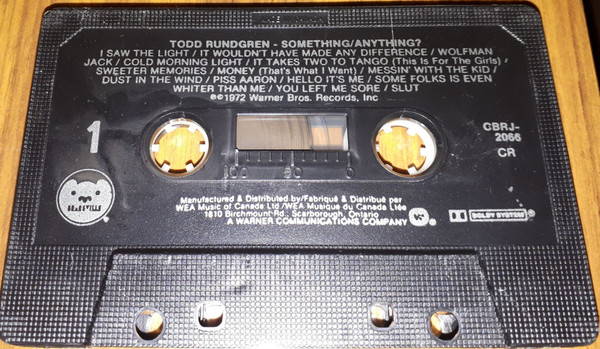 TODD RUNDGREN - SOMETHING/ANYTHING?
I SAW THE LIGHT / IT WOULDN'T HAVE MADE ANY DIFFERENCE / WOLFMAN
JACK / COLD MORNING LIGHT / IT TAKES TWO TO TANGO (This Is For The Girls) /
SWEETER MEMORIES / MONEY (That's What I Want) / MESSIN' WITH THE KID /
DUST IN THE WIND / PISS AARON / HELLO IT'S ME / SOME FOLKS IS EVEN
WHITER THAN ME / YOU LEFT ME SORE / SLUT
©℗1972 Warner Bros. Records, Inc
1
CBRJ-
2066
CR
BEARSVILLE
Manufactured & Distributed by/Fabriqué & Distribué par
WEA Music of Canada Ltd./WEA Musique du Canada Ltée
1810 Birchmount Rd., Scarborough, Ontario
A WARNER COMMUNICATIONS COMPANY
DOLBY SYSTEM